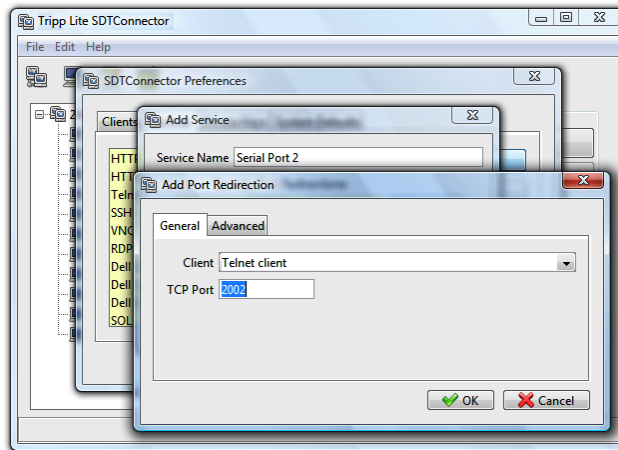 Tripp Lite SDTConnector
File Edit Help
SDTConnector Preferences
Clients
Add Service
Service Name Serial Port 2
HTT
HTT
Teln
SSH
VNC
RDP
Dell
Dell
Dell
SOL
Add Port Redirection
General Advanced
Client Telnet client
TCP Port 2002
OK Cancel